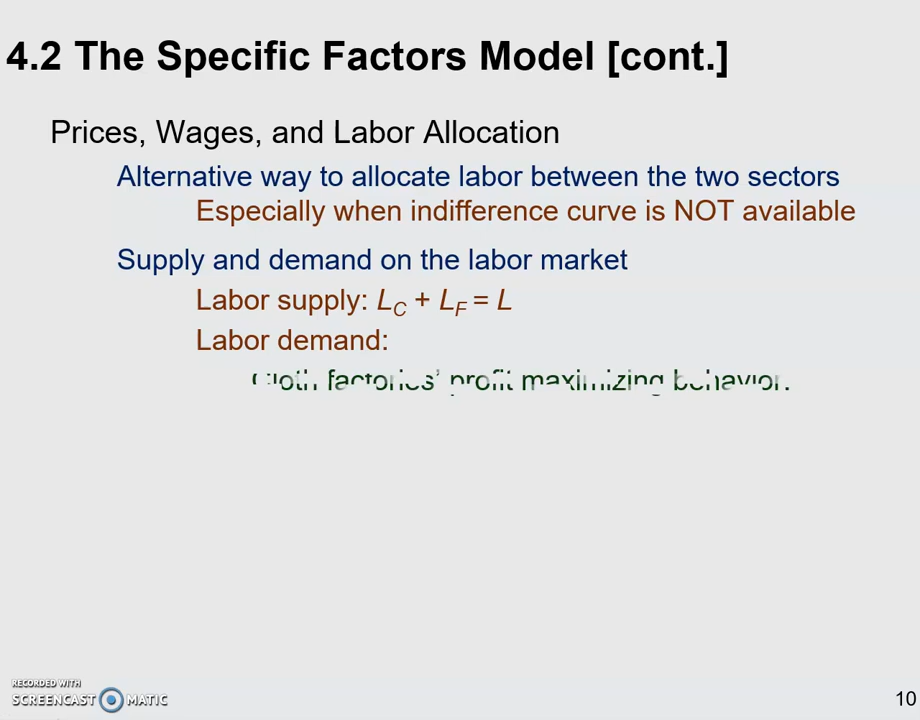 4.2 The Specific Factors Model [cont.]
Prices, Wages, and Labor Allocation
Alternative way to allocate labor between the two sectors
Especially when indifference curve is NOT available
Supply and demand on the labor market
Labor supply: L_C + L_F = L
Labor demand:
factories' profit maximizing behavior.
RECORDED WITH
SCREENCAST MATIC
10